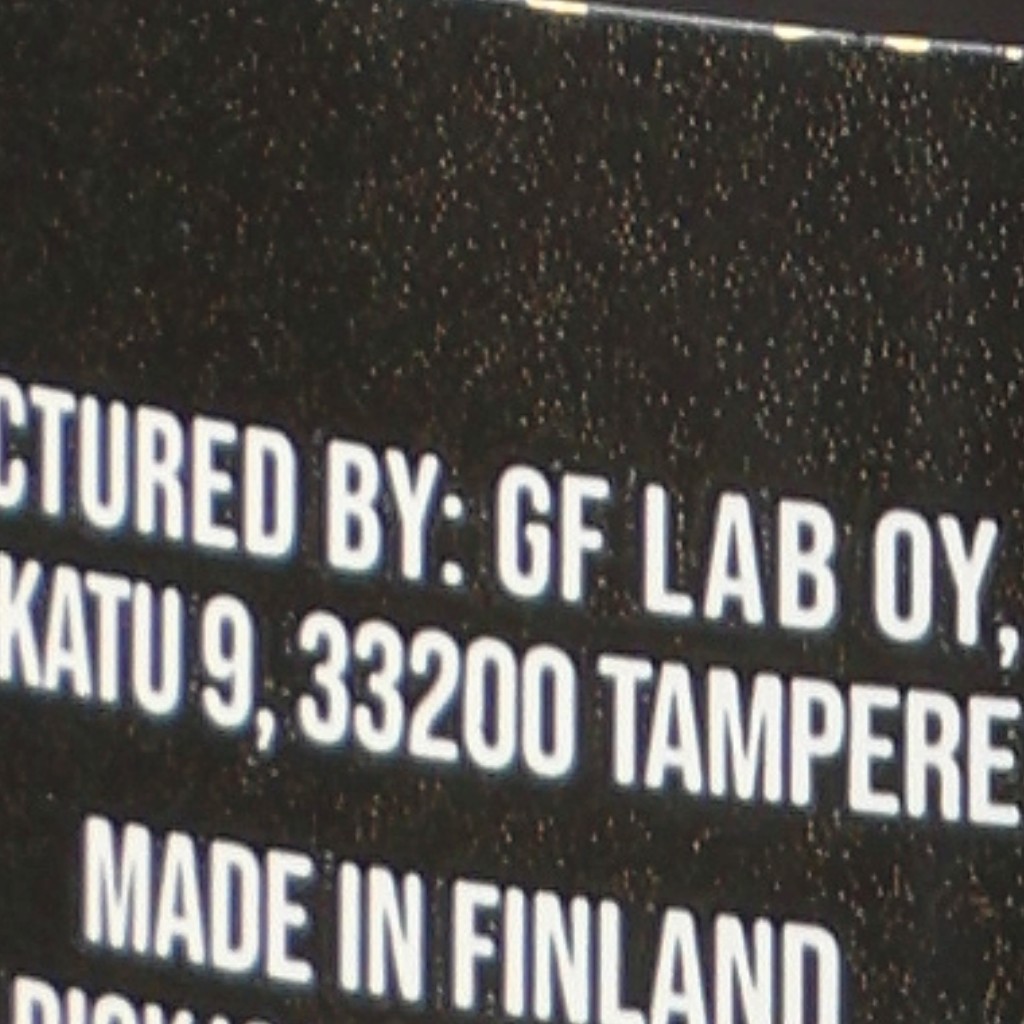 CTURED BY: GF LAB OY,
KATU 9, 33200 TAMPERE
MADE IN FINLAND